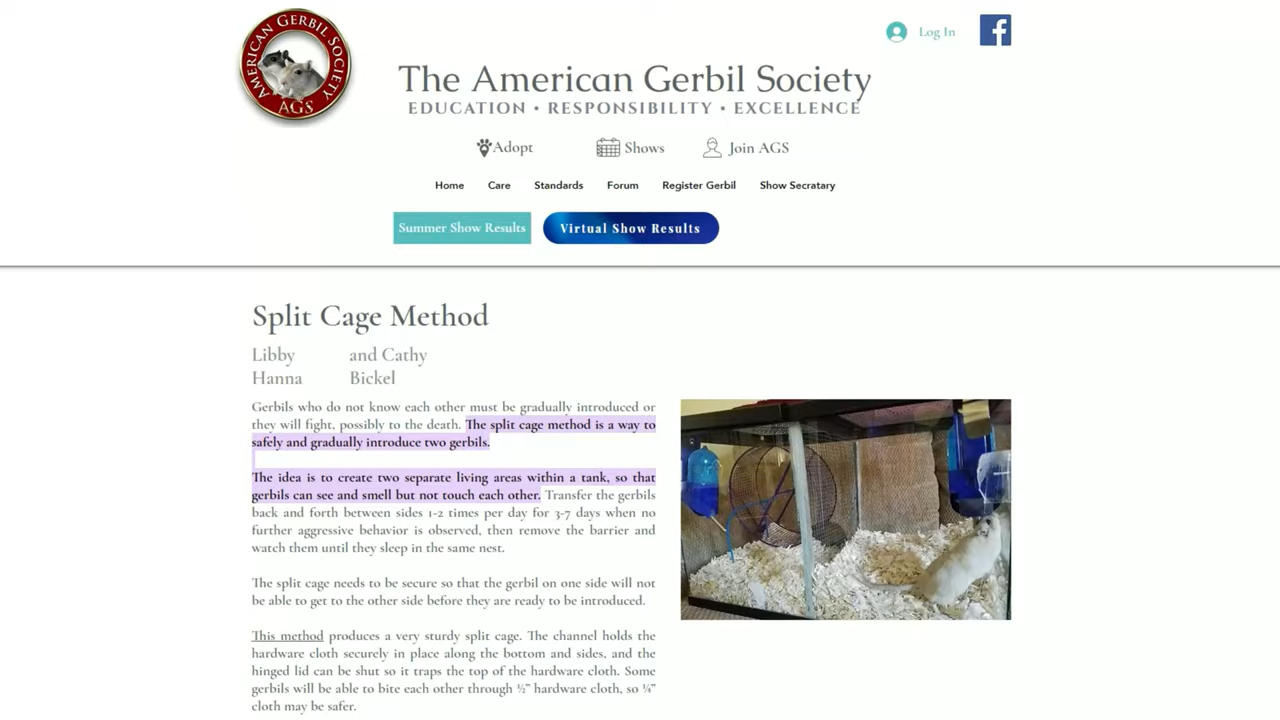 AMERICAN GERBIL SOCIETY
AGS
Log In
The American Gerbil Society
EDUCATION • RESPONSIBILITY • EXCELLENCE
Adopt
Shows
Join AGS
Home
Care
Standards
Forum
Register Gerbil
Show Secratary
Summer Show Results
Virtual Show Results
Split Cage Method
Libby and Cathy
Hanna Bickel
Gerbils who do not know each other must be gradually introduced or
they will fight, possibly to the death. The split cage method is a way to
safely and gradually introduce two gerbils.
The idea is to create two separate living areas within a tank, so that
gerbils can see and smell but not touch each other. Transfer the gerbils
back and forth between sides 1-2 times per day for 3-7 days when no
further aggressive behavior is observed, then remove the barrier and
watch them until they sleep in the same nest.
The split cage needs to be secure so that the gerbil on one side will not
be able to get to the other side before they are ready to be introduced.
This method produces a very sturdy split cage. The channel holds the
hardware cloth securely in place along the bottom and sides, and the
hinged lid can be shut so it traps the top of the hardware cloth. Some
gerbils will be able to bite each other through ½” hardware cloth, so ¼”
cloth may be safer.